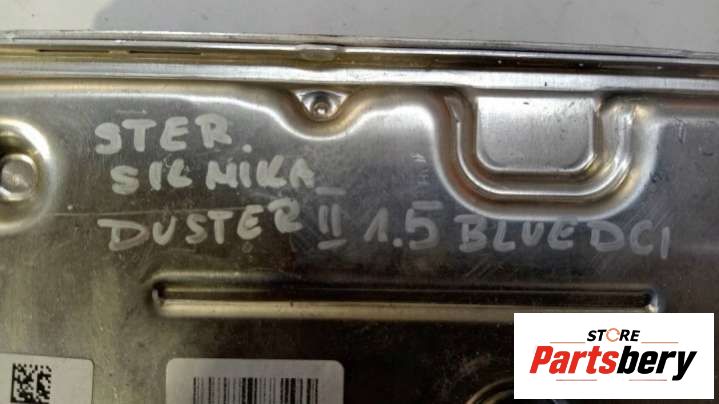 STER.
SILNIKA
DUSTER II 1.5 BLUE DCI
STORE
Partsbery